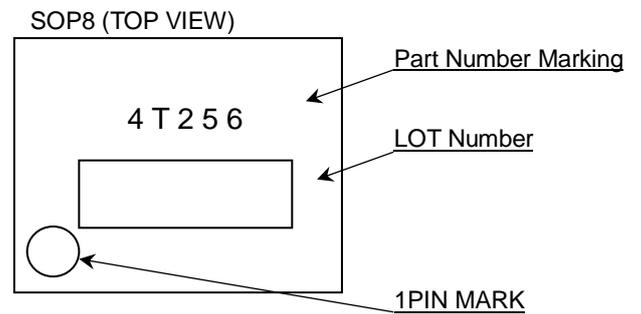 SOP8 (TOP VIEW)
Part Number Marking
4T256
LOT Number
1PIN MARK